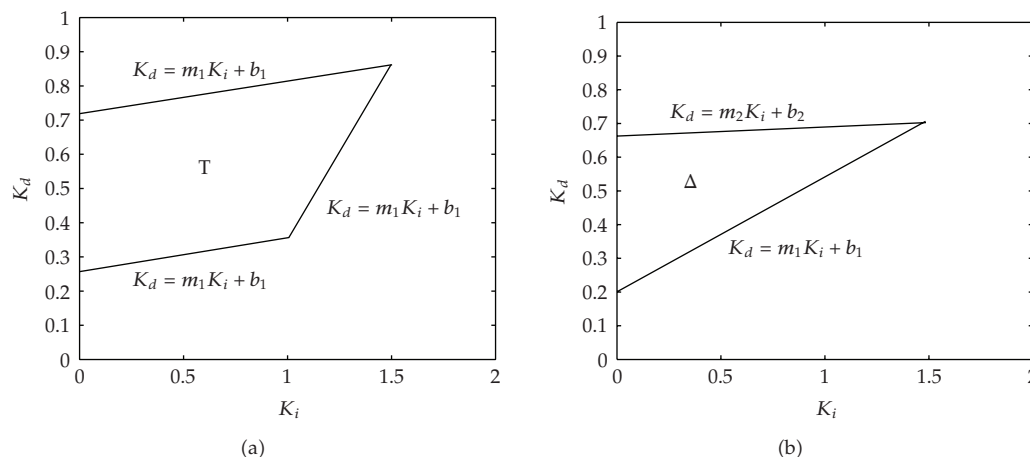 1
0.9
0.8
0.7
0.6
0.5
0.4
0.3
0.2
0.1
0
K_d
K_d = m_1K_i + b_1
T
K_d = m_1K_i + b_1
K_d = m_1K_i + b_1
0 0.5 1 1.5 2
K_i
(a)
1
0.9
0.8
0.7
0.6
0.5
0.4
0.3
0.2
0.1
0
K_d
K_d = m_2K_i + b_2
Δ
K_d = m_1K_i + b_1
0 0.5 1 1.5 2
K_i
(b)